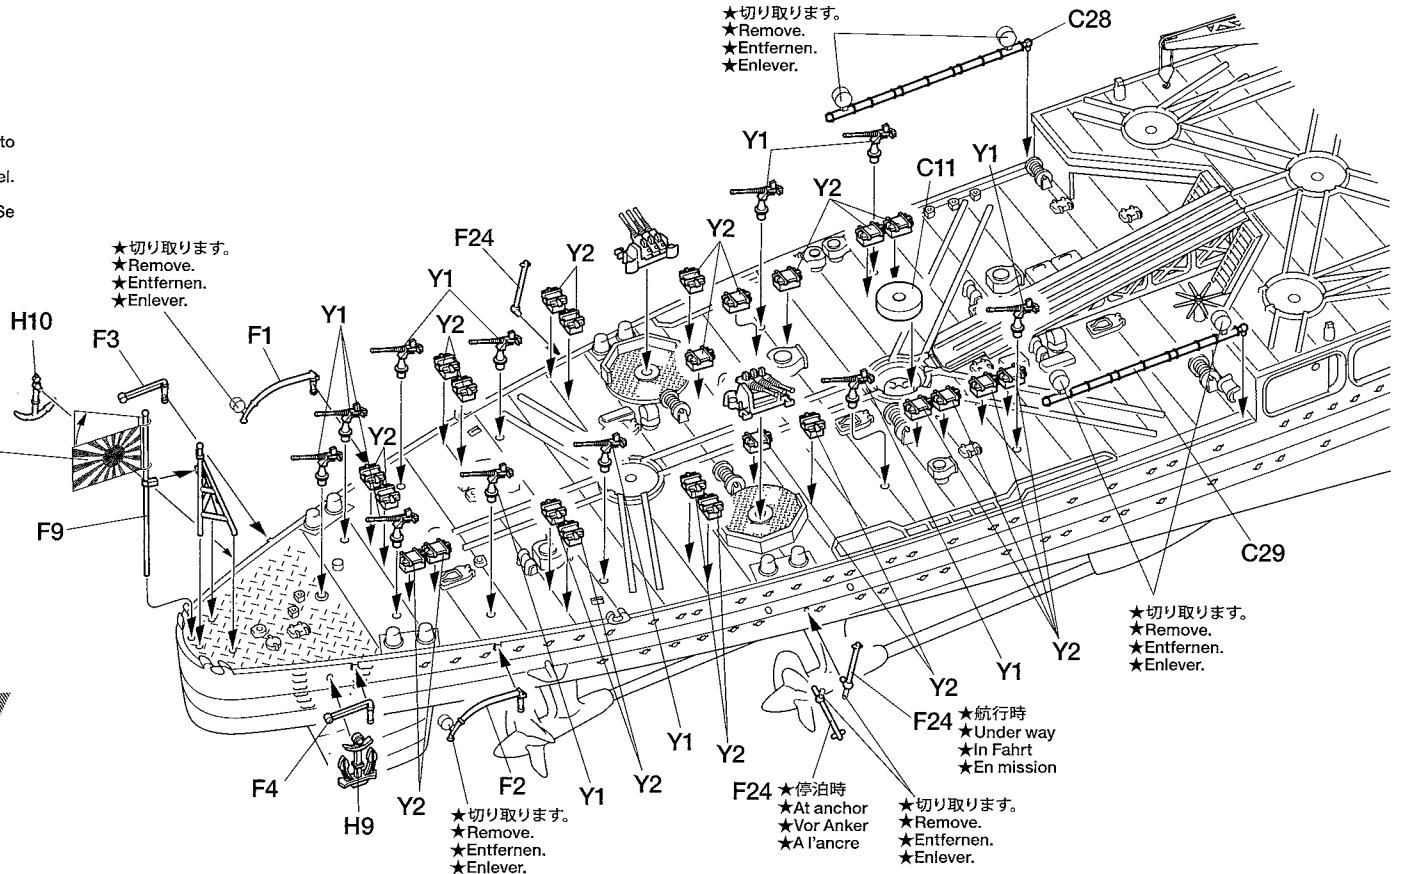 ★切り取ります。
★Remove.
★Entfernen.
★Enlever.
C28
to
el.
Se
Y1
C11
Y1
Y2
F24
Y2
Y2
★切り取ります。
★Remove.
★Entfernen.
★Enlever.
Y1
H10
F3
F1
Y1
Y2
Y2
F9
C29
★切り取ります。
★Remove.
★Entfernen.
★Enlever.
Y2
Y1
Y2
F24
★航行時
★Under way
★In Fahrt
★En mission
Y1
Y2
F4
F2
Y1
Y2
F24
★停泊時
★At anchor
★Vor Anker
★A l'ancre
★切り取ります。
★Remove.
★Entfernen.
★Enlever.
Y2
H9
★切り取ります。
★Remove.
★Entfernen.
★Enlever.